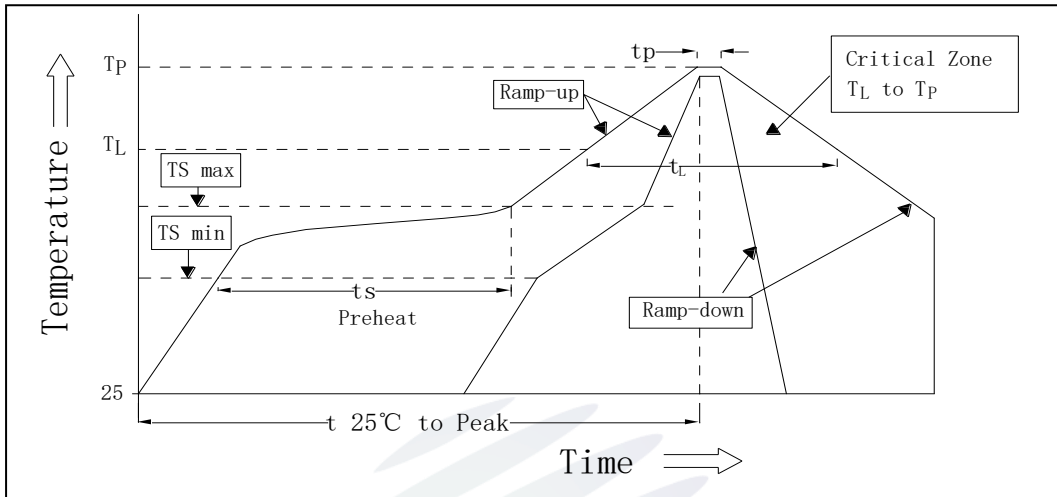 tp
Critical Zone
TL to TP
TP
Ramp-up
TL
TS max
tL
TS min
ts
Preheat
Ramp-down
25
t 25℃ to Peak
Temperature
Time